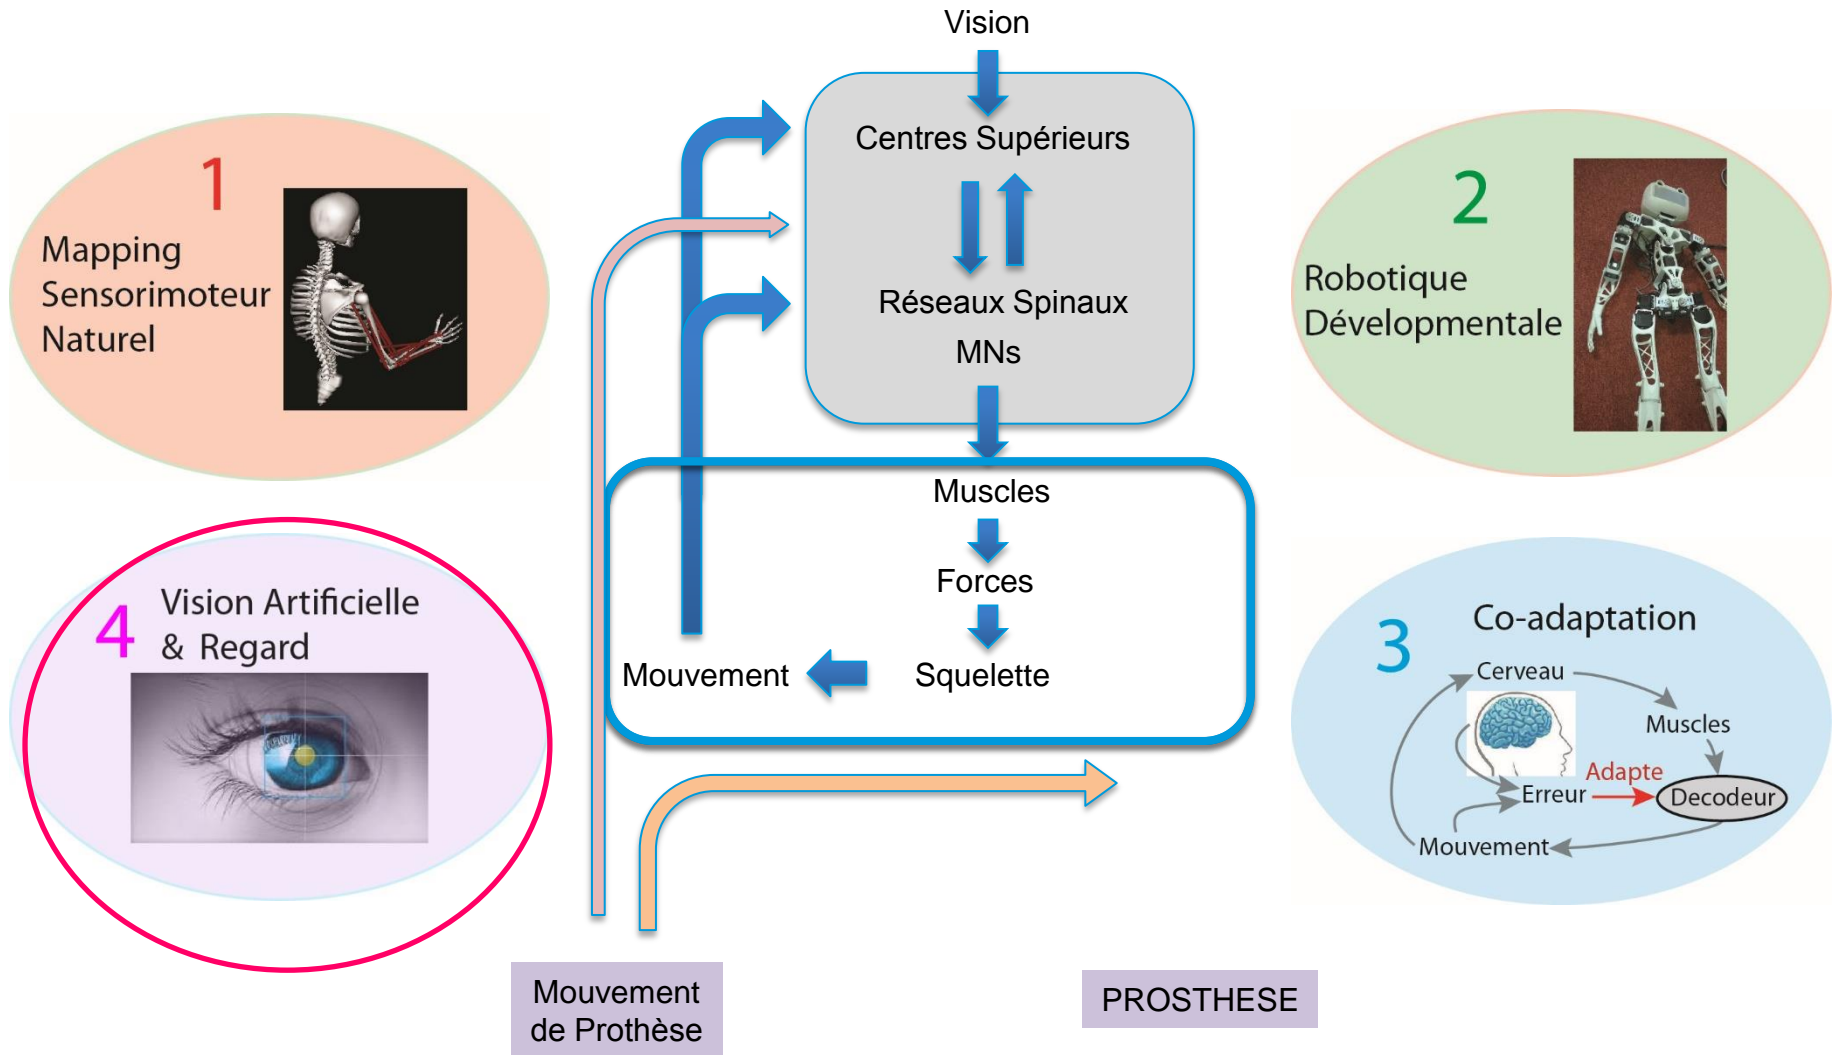 Vision
Centres Supérieurs
Réseaux Spinaux
MNs
Muscles
Forces
Squelette
Mouvement
1
Mapping
Sensorimoteur
Naturel
2
Robotique
Dévelopmentale
4
Vision Artificielle
& Regard
3
Co-adaptation
Cerveau
Muscles
Adapte
Erreur
Decodeur
Mouvement
Mouvement
de Prothèse
PROSTHESE